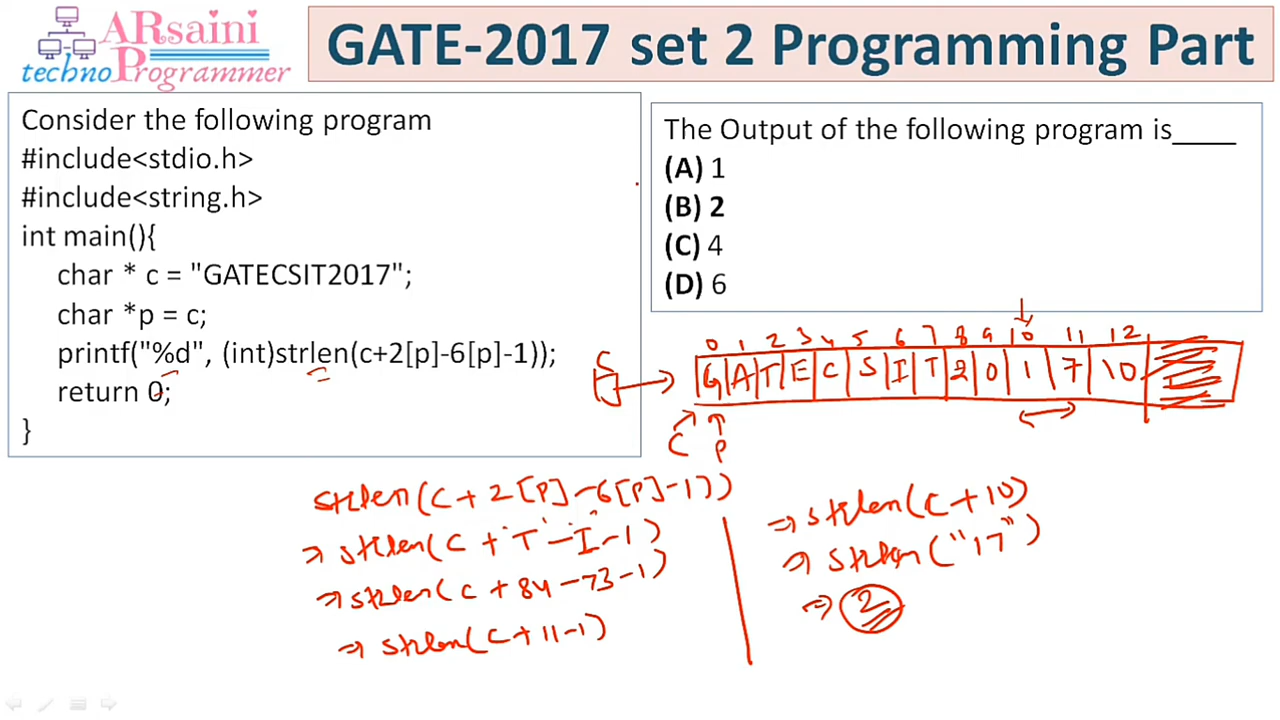 ARsaini
technoProgrammer
GATE-2017 set 2 Programming Part
Consider the following program
#include<stdio.h>
#include<string.h>
int main(){
char * c = "GATECSIT2017";
char *p = c;
printf("%d", (int)strlen(c+2[p]-6[p]-1));
return 0;
}
The Output of the following program is____
(A) 1
(B) 2
(C) 4
(D) 6
0 1 2 3 4 5 6 7 8 9 10 11 12
C
G A T E C S I T 2 0 1 7 \0
C P
strlen(C+2[P]-6[P]-1))
⇒ strlen(C+'T'-'I'-1)
⇒ strlen(C+84-73-1)
⇒ strlen(C+11-1)
⇒ strlen(C+10)
⇒ strlen("17")
⇒ 2